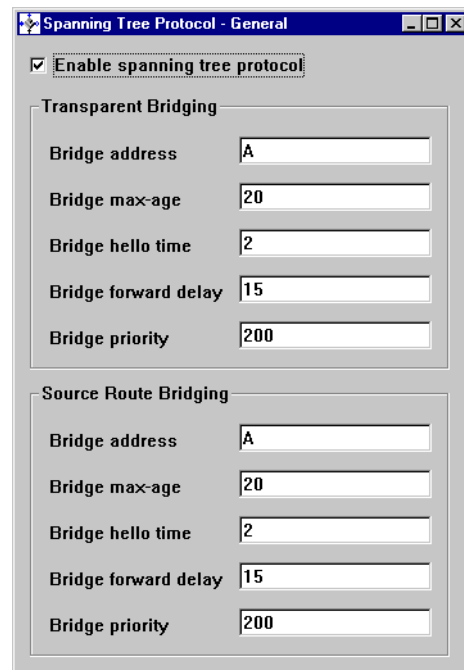 Spanning Tree Protocol - General
Enable spanning tree protocol
Transparent Bridging
Bridge address A
Bridge max-age 20
Bridge hello time 2
Bridge forward delay 15
Bridge priority 200
Source Route Bridging
Bridge address A
Bridge max-age 20
Bridge hello time 2
Bridge forward delay 15
Bridge priority 200